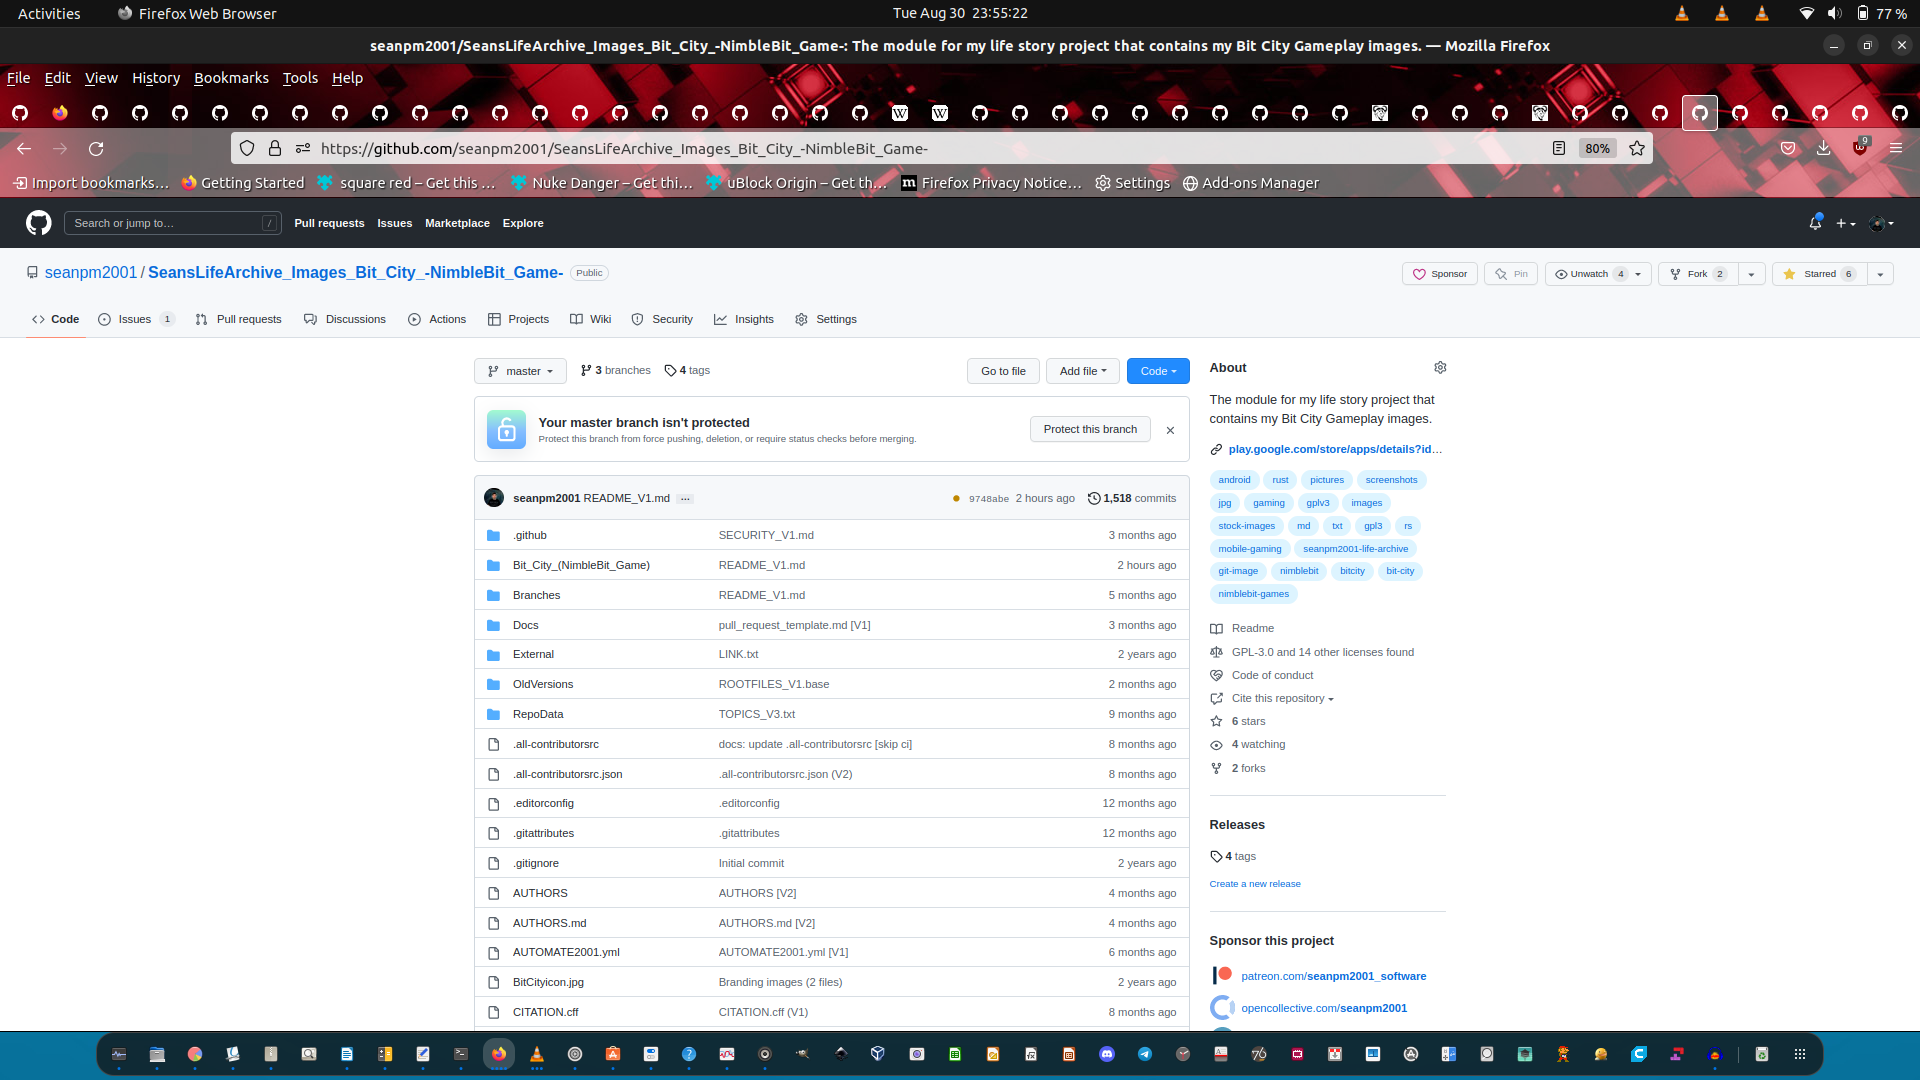 Activities Firefox Web Browser Tue Aug 30 23:55:22 77 %
seanpm2001/SeansLifeArchive_Images_Bit_City_-NimbleBit_Game-: The module for my life story project that contains my Bit City Gameplay images. — Mozilla Firefox
File Edit View History Bookmarks Tools Help
https://github.com/seanpm2001/SeansLifeArchive_Images_Bit_City_-NimbleBit_Game- 80% 9
Import bookmarks… Getting Started square red – Get this … Nuke Danger – Get thi… uBlock Origin – Get th… Firefox Privacy Notice… Settings Add-ons Manager
Search or jump to… / Pull requests Issues Marketplace Explore
seanpm2001 / SeansLifeArchive_Images_Bit_City_-NimbleBit_Game- Public Sponsor Pin Unwatch 4 Fork 2 Starred 6
Code Issues 1 Pull requests Discussions Actions Projects Wiki Security Insights Settings
master 3 branches 4 tags Go to file Add file Code
Your master branch isn't protected
Protect this branch from force pushing, deletion, or require status checks before merging.
Protect this branch
seanpm2001 README_V1.md … 9748abe 2 hours ago 1,518 commits
.github SECURITY_V1.md 3 months ago
Bit_City_(NimbleBit_Game) README_V1.md 2 hours ago
Branches README_V1.md 5 months ago
Docs pull_request_template.md [V1] 3 months ago
External LINK.txt 2 years ago
OldVersions ROOTFILES_V1.base 2 months ago
RepoData TOPICS_V3.txt 9 months ago
.all-contributorsrc docs: update .all-contributorsrc [skip ci] 8 months ago
.all-contributorsrc.json .all-contributorsrc.json (V2) 8 months ago
.editorconfig .editorconfig 12 months ago
.gitattributes .gitattributes 12 months ago
.gitignore Initial commit 2 years ago
AUTHORS AUTHORS [V2] 4 months ago
AUTHORS.md AUTHORS.md [V2] 4 months ago
AUTOMATE2001.yml AUTOMATE2001.yml [V1] 6 months ago
BitCityicon.jpg Branding images (2 files) 2 years ago
CITATION.cff CITATION.cff (V1) 8 months ago
About
The module for my life story project that
contains my Bit City Gameplay images.
play.google.com/store/apps/details?id…
android rust pictures screenshots
jpg gaming gplv3 images
stock-images md txt gpl3 rs
mobile-gaming seanpm2001-life-archive
git-image nimblebit bitcity bit-city
nimblebit-games
Readme
GPL-3.0 and 14 other licenses found
Code of conduct
Cite this repository
6 stars
4 watching
2 forks
Releases
4 tags
Create a new release
Sponsor this project
patreon.com/seanpm2001_software
opencollective.com/seanpm2001